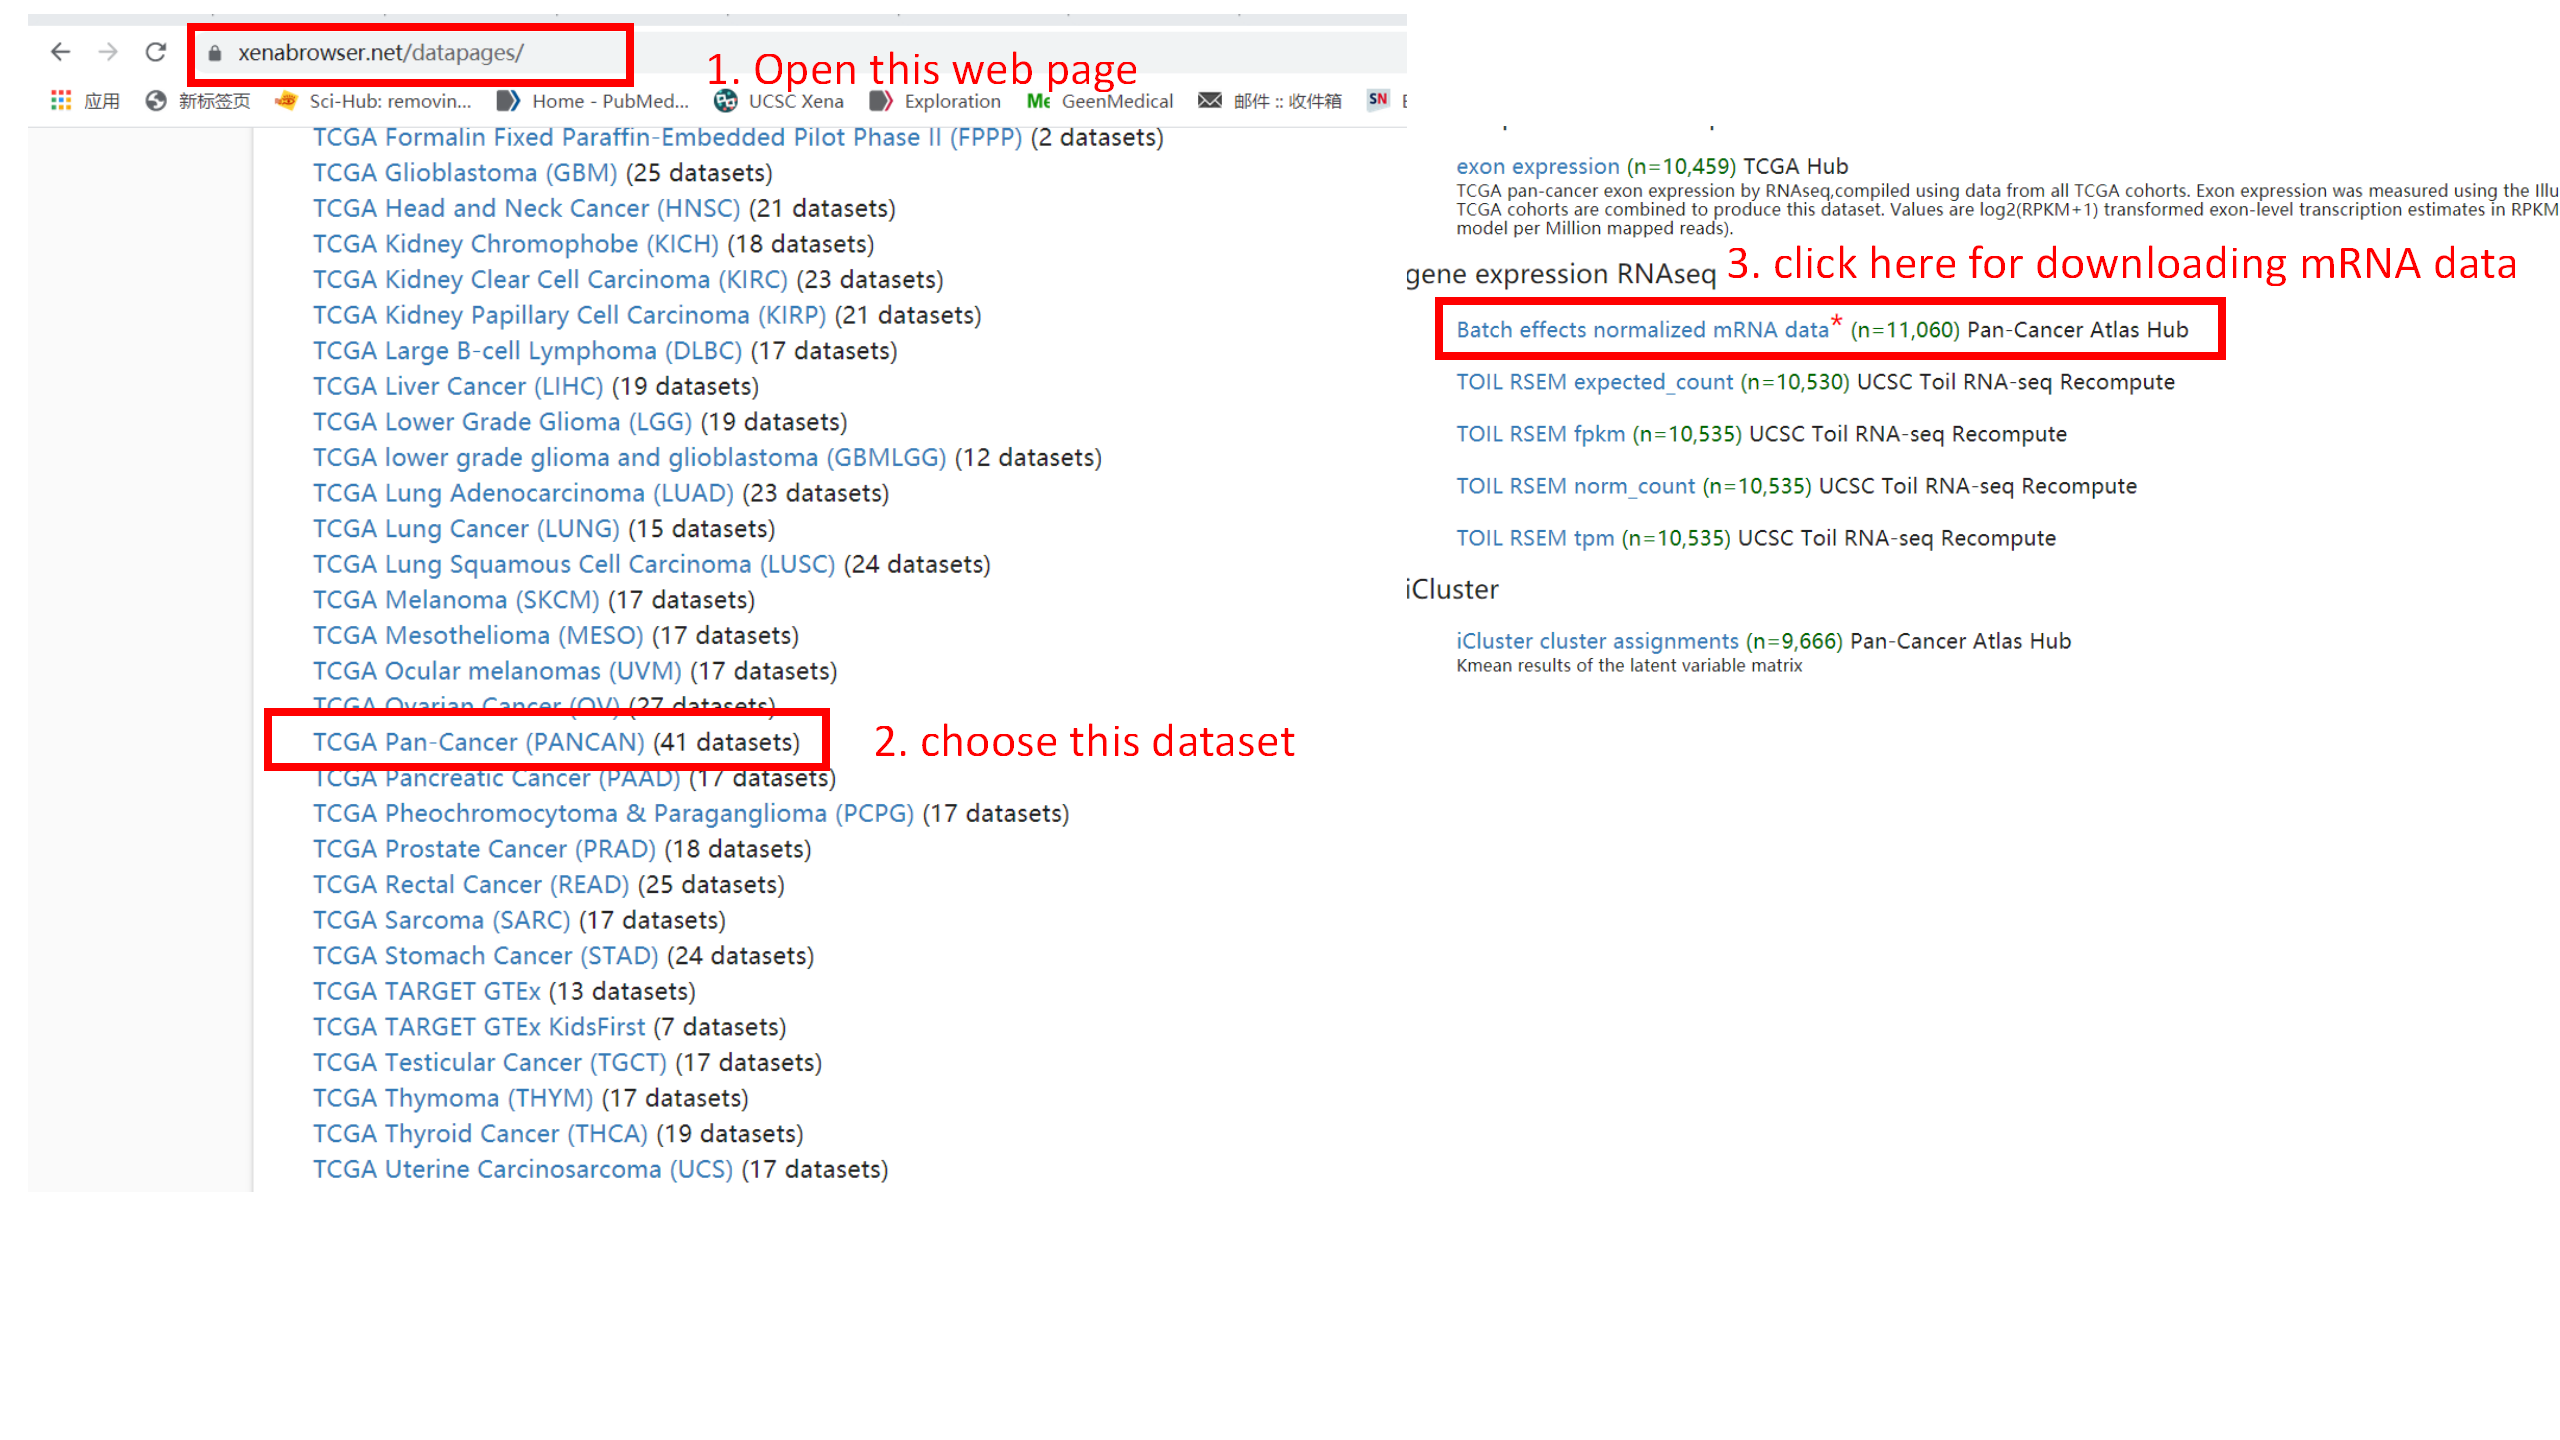 xenabrowser.net/datapages/
1. Open this web page
应用 新标签页 Sci-Hub: removin... Home - PubMed... UCSC Xena Exploration GeenMedical 邮件 :: 收件箱
TCGA Formalin Fixed Paraffin-Embedded Pilot Phase II (FPPP) (2 datasets)
TCGA Glioblastoma (GBM) (25 datasets)
TCGA Head and Neck Cancer (HNSC) (21 datasets)
TCGA Kidney Chromophobe (KICH) (18 datasets)
TCGA Kidney Clear Cell Carcinoma (KIRC) (23 datasets)
TCGA Kidney Papillary Cell Carcinoma (KIRP) (21 datasets)
TCGA Large B-cell Lymphoma (DLBC) (17 datasets)
TCGA Liver Cancer (LIHC) (19 datasets)
TCGA Lower Grade Glioma (LGG) (19 datasets)
TCGA lower grade glioma and glioblastoma (GBMLGG) (12 datasets)
TCGA Lung Adenocarcinoma (LUAD) (23 datasets)
TCGA Lung Cancer (LUNG) (15 datasets)
TCGA Lung Squamous Cell Carcinoma (LUSC) (24 datasets)
TCGA Melanoma (SKCM) (17 datasets)
TCGA Mesothelioma (MESO) (17 datasets)
TCGA Ocular melanomas (UVM) (17 datasets)
TCGA Ovarian Cancer (OV) (27 datasets)
TCGA Pan-Cancer (PANCAN) (41 datasets)
2. choose this dataset
TCGA Pancreatic Cancer (PAAD) (17 datasets)
TCGA Pheochromocytoma & Paraganglioma (PCPG) (17 datasets)
TCGA Prostate Cancer (PRAD) (18 datasets)
TCGA Rectal Cancer (READ) (25 datasets)
TCGA Sarcoma (SARC) (17 datasets)
TCGA Stomach Cancer (STAD) (24 datasets)
TCGA TARGET GTEx (13 datasets)
TCGA TARGET GTEx KidsFirst (7 datasets)
TCGA Testicular Cancer (TGCT) (17 datasets)
TCGA Thymoma (THYM) (17 datasets)
TCGA Thyroid Cancer (THCA) (19 datasets)
TCGA Uterine Carcinosarcoma (UCS) (17 datasets)
exon expression (n=10,459) TCGA Hub
TCGA pan-cancer exon expression by RNAseq,compiled using data from all TCGA cohorts. Exon expression was measured using the Illu
TCGA cohorts are combined to produce this dataset. Values are log2(RPKM+1) transformed exon-level transcription estimates in RPKM
model per Million mapped reads).
gene expression RNAseq
3. click here for downloading mRNA data
Batch effects normalized mRNA data* (n=11,060) Pan-Cancer Atlas Hub
TOIL RSEM expected_count (n=10,530) UCSC Toil RNA-seq Recompute
TOIL RSEM fpkm (n=10,535) UCSC Toil RNA-seq Recompute
TOIL RSEM norm_count (n=10,535) UCSC Toil RNA-seq Recompute
TOIL RSEM tpm (n=10,535) UCSC Toil RNA-seq Recompute
iCluster
iCluster cluster assignments (n=9,666) Pan-Cancer Atlas Hub
Kmean results of the latent variable matrix